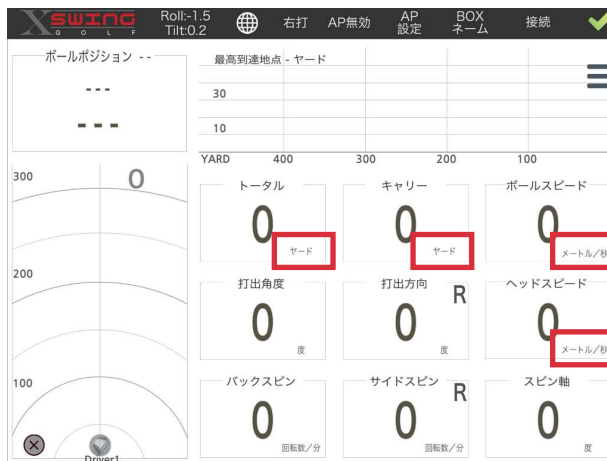 XSWING
GOLF
Roll:-1.5
Tilt:0.2
右打
AP無効
AP
設定
BOX
ネーム
接続
ボールポジション --
---
---
最高到達地点 - ヤード
30
10
YARD 400 300 200 100
300
0
200
100
Driver1
トータル
0
ヤード
キャリー
0
ヤード
ボールスピード
0
メートル/秒
打出角度
0
度
打出方向
R
0
度
ヘッドスピード
0
メートル/秒
バックスピン
0
回転数/分
サイドスピン
R
0
回転数/分
スピン軸
0
度